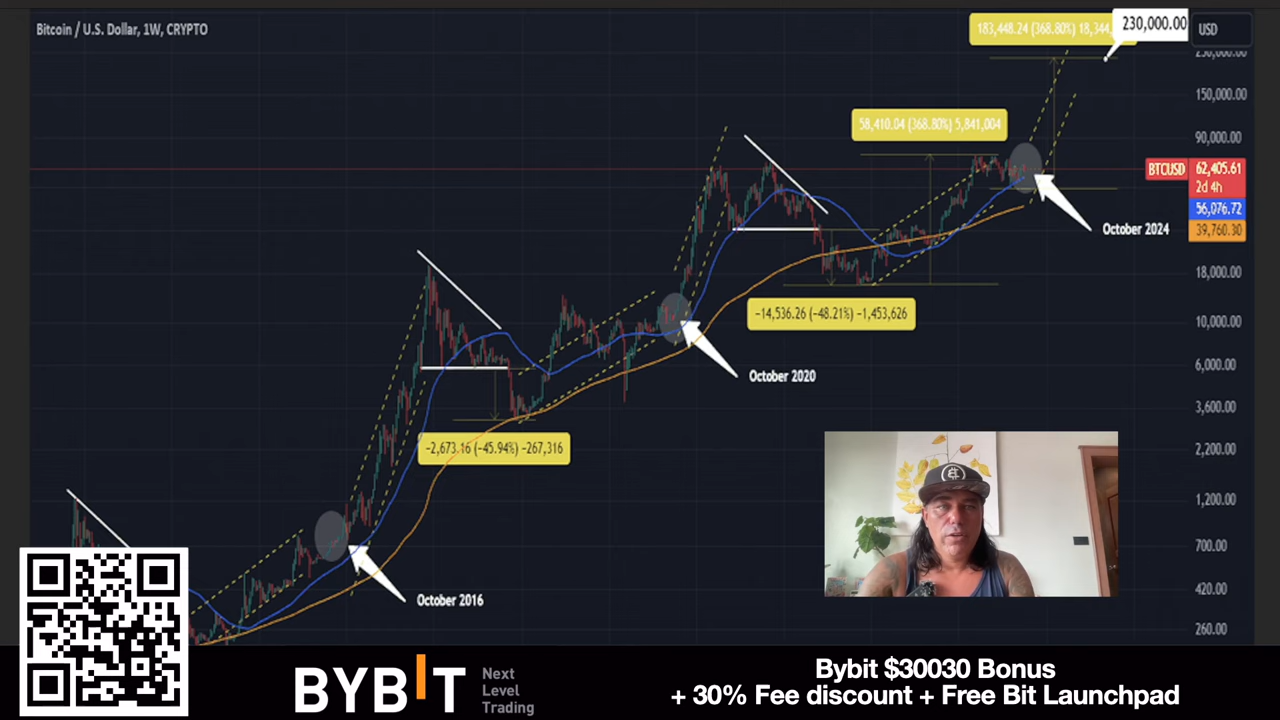 Bitcoin / U.S. Dollar, 1W, CRYPTO
183,448.24 (368.80%) 18,344,
230,000.00
USD
250,000.00
150,000.00
58,410.04 (368.80%) 5,841,004
90,000.00
BTCUSD
62,405.61
2d 4h
56,076.72
39,760.30
October 2024
18,000.00
-14,536.26 (-48.21%) -1,453,626
10,000.00
6,000.00
October 2020
3,600.00
-2,673.16 (-45.94%) -267,316
2,200.00
1,200.00
700.00
420.00
October 2016
260.00
BYBIT
Next
Level
Trading
Bybit $30030 Bonus
+ 30% Fee discount + Free Bit Launchpad